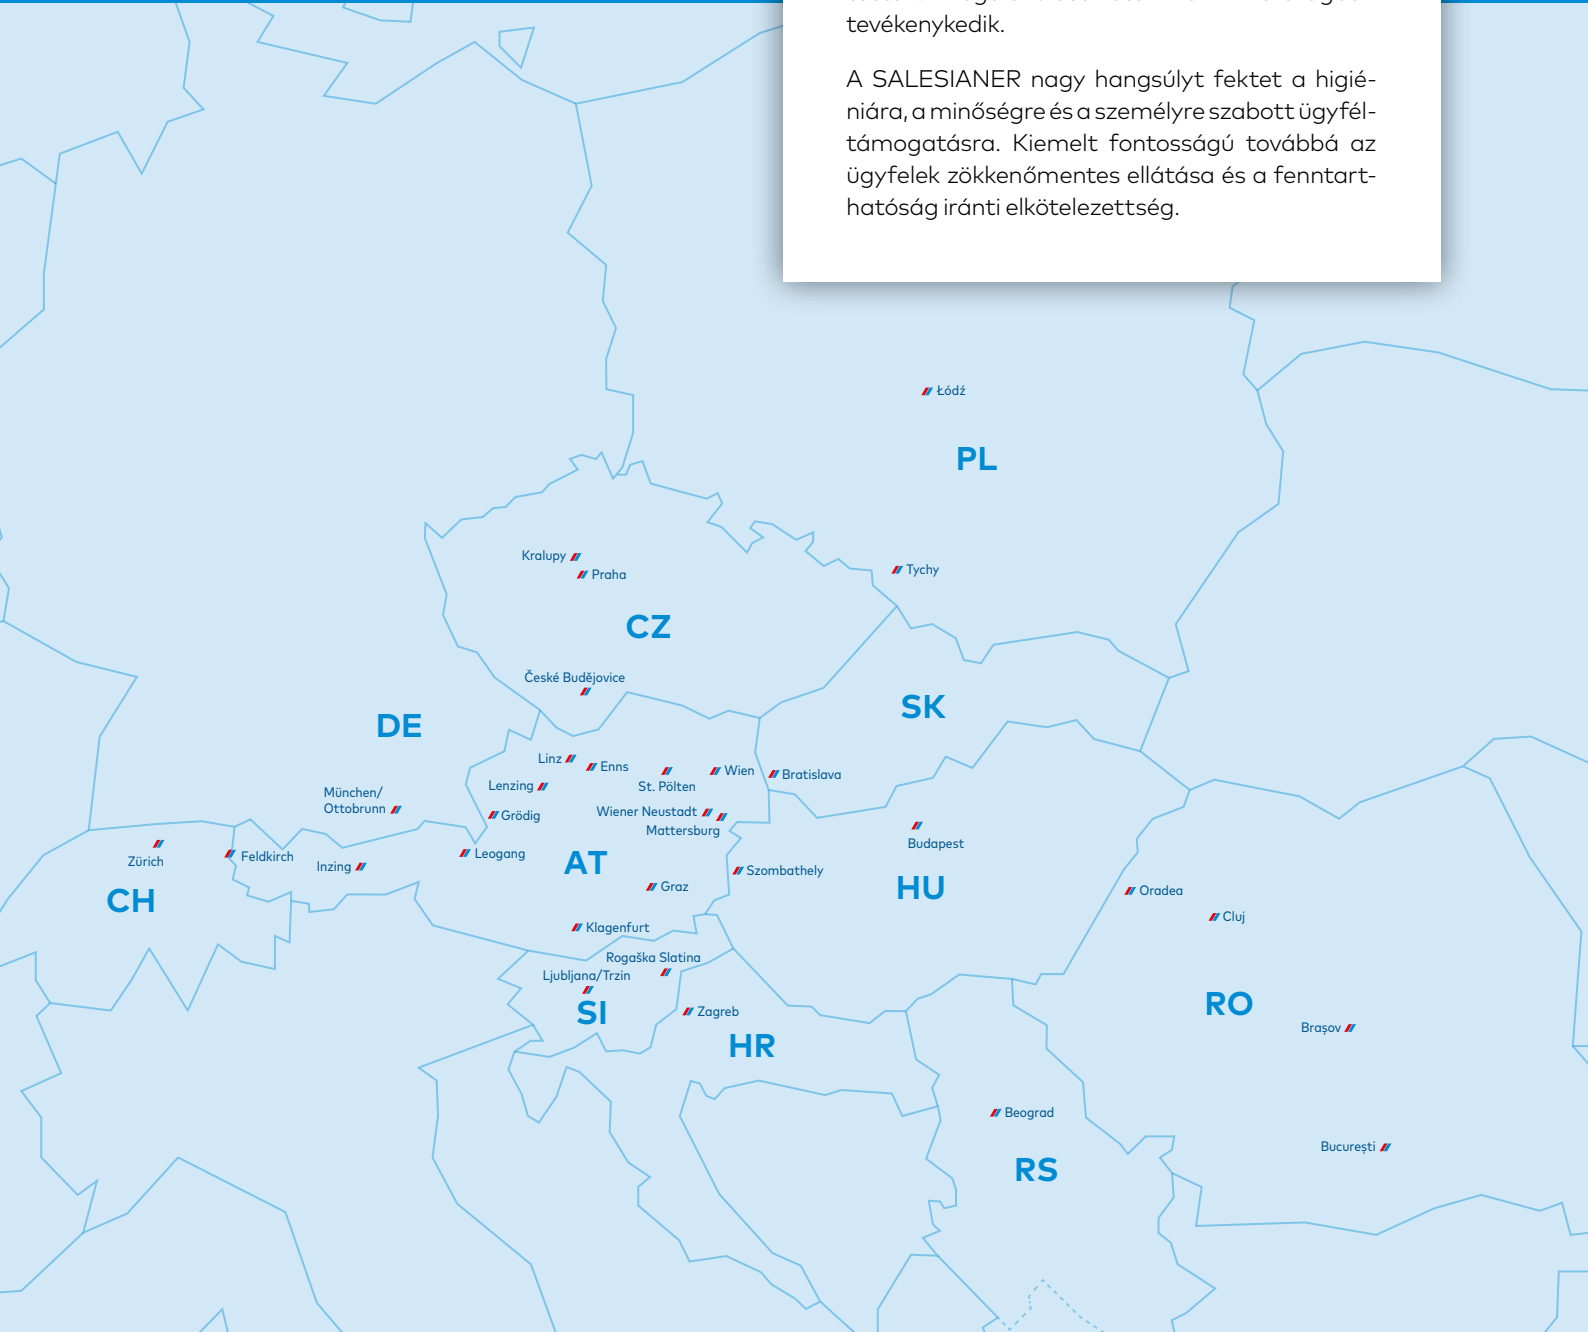 tevékenykedik.
A SALESIANER nagy hangsúlyt fektet a higié-
niára, a minőségre és a személyre szabott ügyfél-
támogatásra. Kiemelt fontosságú továbbá az
ügyfelek zökkenőmentes ellátása és a fenntart-
hatóság iránti elkötelezettség.
Łódź
PL
Kralupy
Praha
Tychy
CZ
České Budějovice
SK
DE
Linz
Enns
St. Pölten
Wien
Bratislava
Lenzing
München/
Ottobrunn
Grödig
Wiener Neustadt
Mattersburg
Budapest
Zürich
Feldkirch
Inzing
Leogang
AT
Szombathely
HU
CH
Graz
Oradea
Cluj
Klagenfurt
Rogaška Slatina
Ljubljana/Trzin
SI
Zagreb
HR
RO
Brașov
Beograd
București
RS